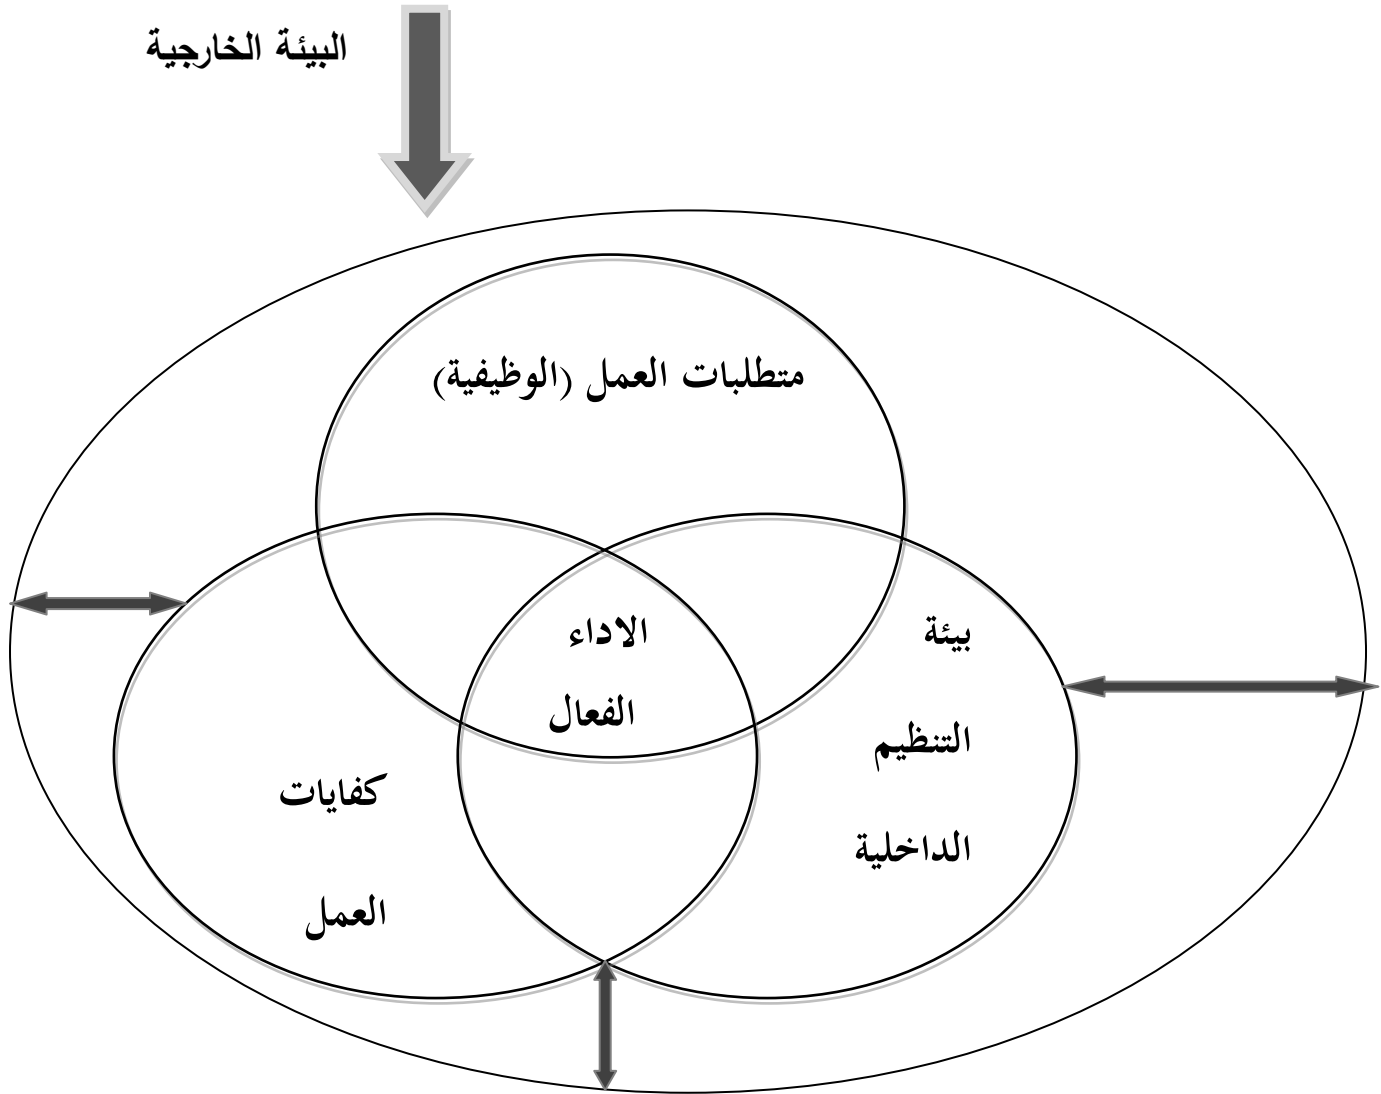 البيئة الخارجية
متطلبات العمل (الوظيفية)
الاداء
الفعال
بيئة
التنظيم
الداخلية
كفايات
العمل